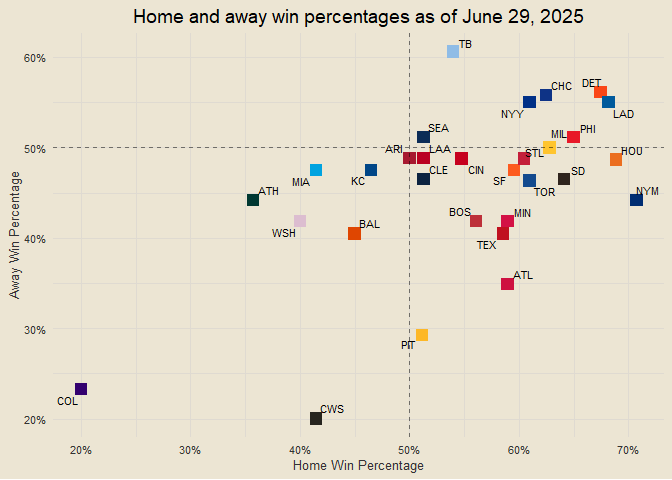 Home and away win percentages as of June 29, 2025
Away Win Percentage
60%
50%
40%
30%
20%
TB
CHC
DET
NYY
LAD
SEA
MIL
PHI
ARI
LAA
STL
HOU
MIA
KC
CLE
CIN
SF
TOR
SD
NYM
ATH
WSH
BAL
BOS
MIN
TEX
ATL
PIT
COL
CWS
20%
30%
40%
50%
60%
70%
Home Win Percentage